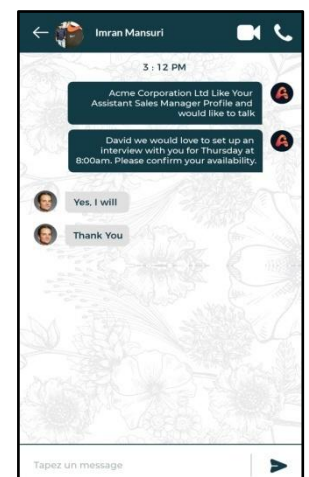 Imran Mansuri
3 : 12 PM
Acme Corporation Ltd Like Your
Assistant Sales Manager Profile and
would like to talk
David we would love to set up an
interview with you for Thursday at
8:00am. Please confirm your availability.
Yes, I will
Thank You
Tapez un message